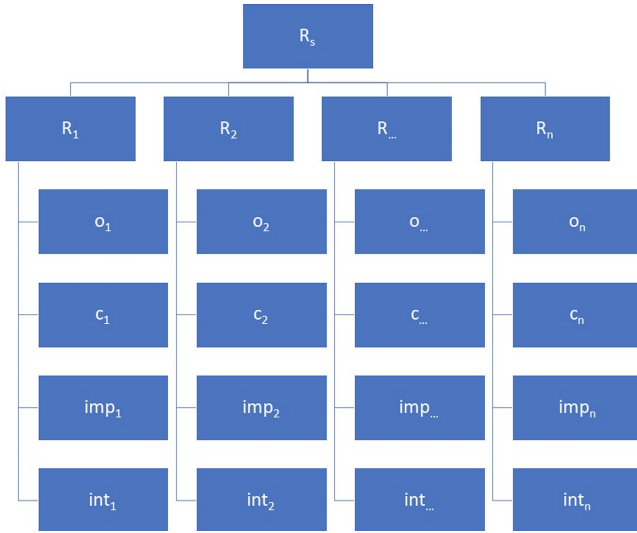 Rₛ
R₁ R₂ R... Rₙ
o₁ o₂ o... oₙ
c₁ c₂ c... cₙ
imp₁ imp₂ imp... impₙ
int₁ int₂ int... intₙ